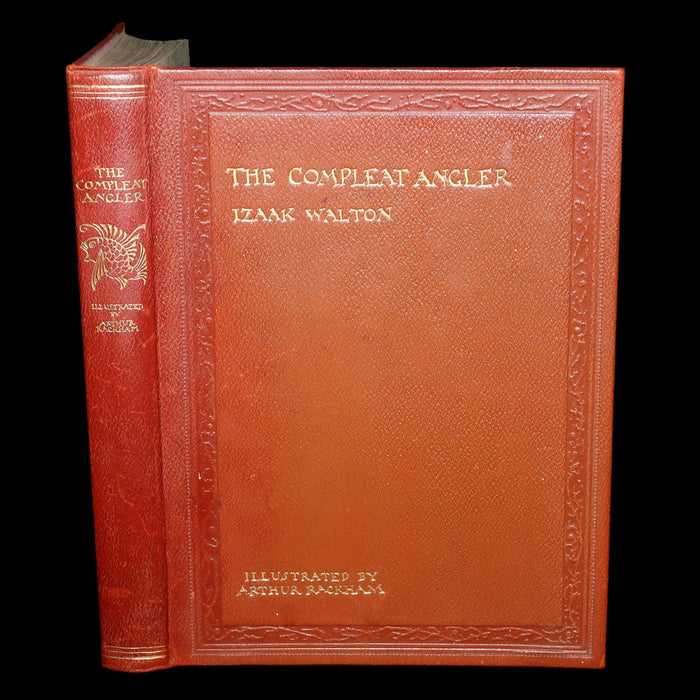 THE
COMPLEAT
ANGLER
ILLUSTRATED
BY
ARTHUR
RACKHAM
THE COMPLEAT ANGLER
IZAAK WALTON
ILLUSTRATED BY
ARTHUR RACKHAM